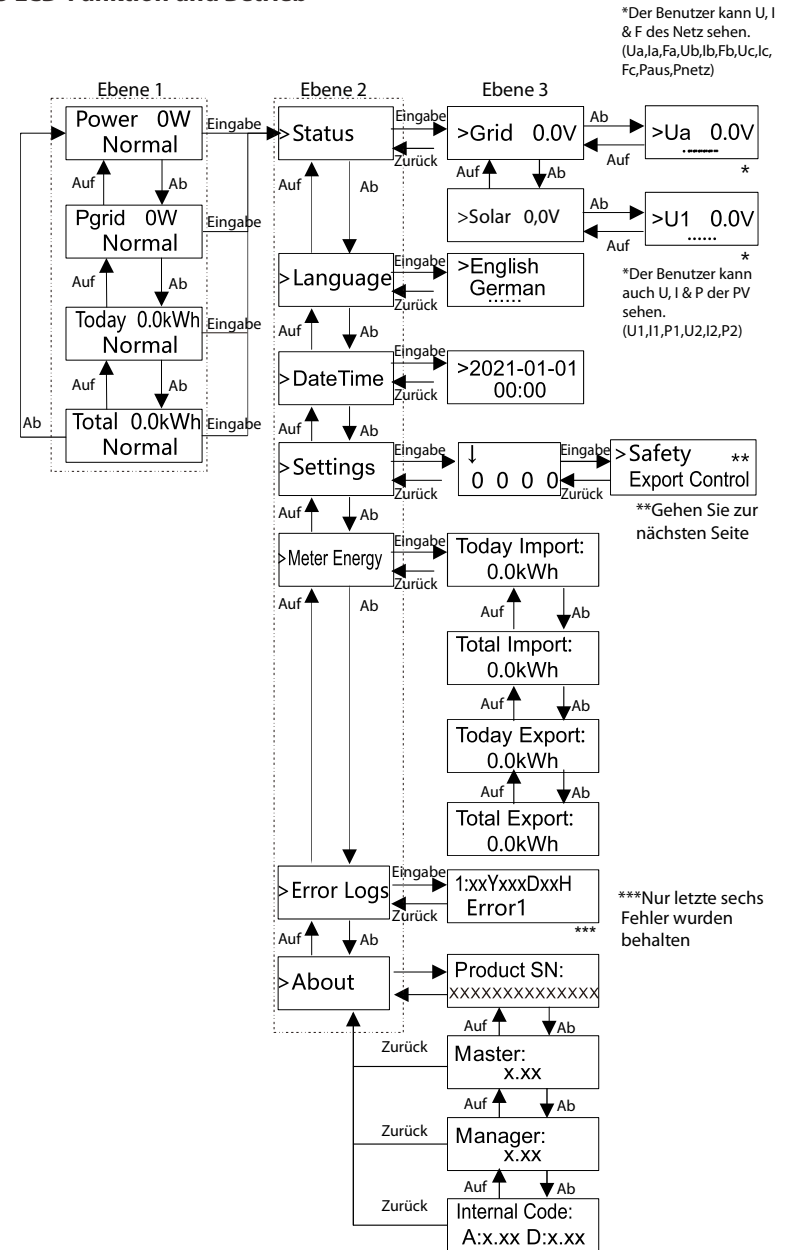 *Der Benutzer kann U, I
& F des Netz sehen.
(Ua,Ia,Fa,Ub,Ib,Fb,Uc,Ic,
Fc,Paus,Pnetz)
Ebene 1
Ebene 2
Ebene 3
Power 0W
Normal
Eingabe
Auf
Ab
Pgrid 0W
Normal
Eingabe
Auf
Ab
Today 0.0kWh
Normal
Eingabe
Auf
Ab
Ab
Total 0.0kWh
Normal
Eingabe
>Status
Eingabe
Zurück
>Grid 0.0V
Ab
Auf
>Ua 0.0V
.......
*
Auf
Ab
Auf
Ab
>Solar 0,0V
Ab
Auf
>U1 0.0V
......
*
*Der Benutzer kann
auch U, I & P der PV
sehen.
(U1,I1,P1,U2,I2,P2)
>Language
Eingabe
Zurück
>English
German
......
Auf
Ab
>DateTime
Eingabe
Zurück
>2021-01-01
00:00
Auf
Ab
>Settings
Eingabe
Zurück
↓
0 0 0 0
Eingabe
Zurück
>Safety **
Export Control
**Gehen Sie zur
nächsten Seite
Auf
Ab
>Meter Energy
Eingabe
Zurück
Today Import:
0.0kWh
Auf
Ab
Auf
Ab
Total Import:
0.0kWh
Auf
Ab
Today Export:
0.0kWh
Auf
Ab
Total Export:
0.0kWh
>Error Logs
Eingabe
Zurück
1:xxYxxxDxxH
Error1
***
***Nur letzte sechs
Fehler wurden
behalten
Auf
Ab
>About
Product SN:
XXXXXXXXXXXXXX
Auf
Ab
Zurück
Master:
x.xx
Auf
Ab
Zurück
Manager:
x.xx
Auf
Ab
Zurück
Internal Code:
A:x.xx D:x.xx